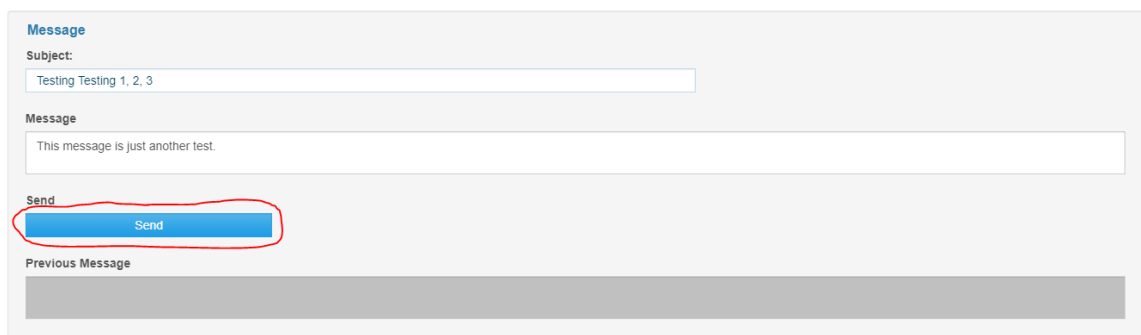 Message
Subject:
Testing Testing 1, 2, 3
Message
This message is just another test.
Send
Send
Previous Message